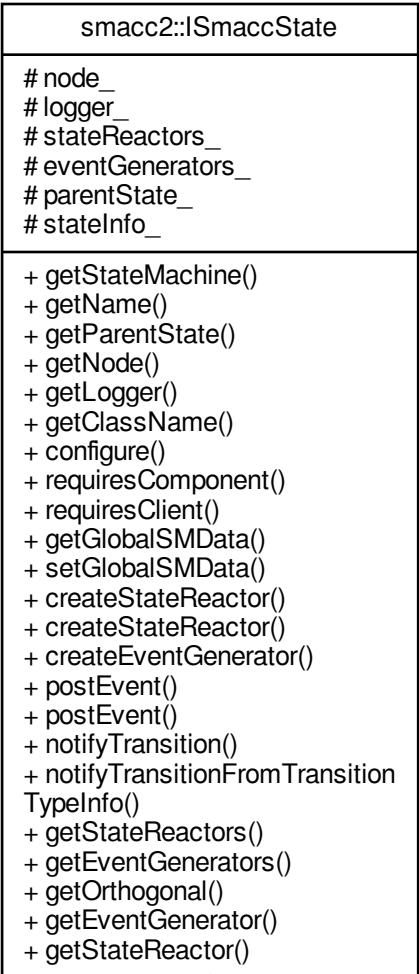 smacc2::ISmaccState
# node_
# logger_
# stateReactors_
# eventGenerators_
# parentState_
# stateInfo_
+ getStateMachine()
+ getName()
+ getParentState()
+ getNode()
+ getLogger()
+ getClassName()
+ configure()
+ requiresComponent()
+ requiresClient()
+ getGlobalSMData()
+ setGlobalSMData()
+ createStateReactor()
+ createStateReactor()
+ createEventGenerator()
+ postEvent()
+ postEvent()
+ notifyTransition()
+ notifyTransitionFromTransition
TypeInfo()
+ getStateReactors()
+ getEventGenerators()
+ getOrthogonal()
+ getEventGenerator()
+ getStateReactor()